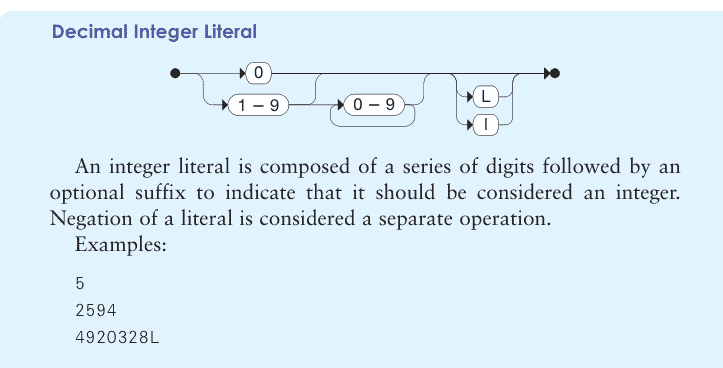 Decimal Integer Literal
0
1 – 9
0 – 9
L
l
An integer literal is composed of a series of digits followed by an
optional suffix to indicate that it should be considered an integer.
Negation of a literal is considered a separate operation.
Examples:
5
2594
4920328L